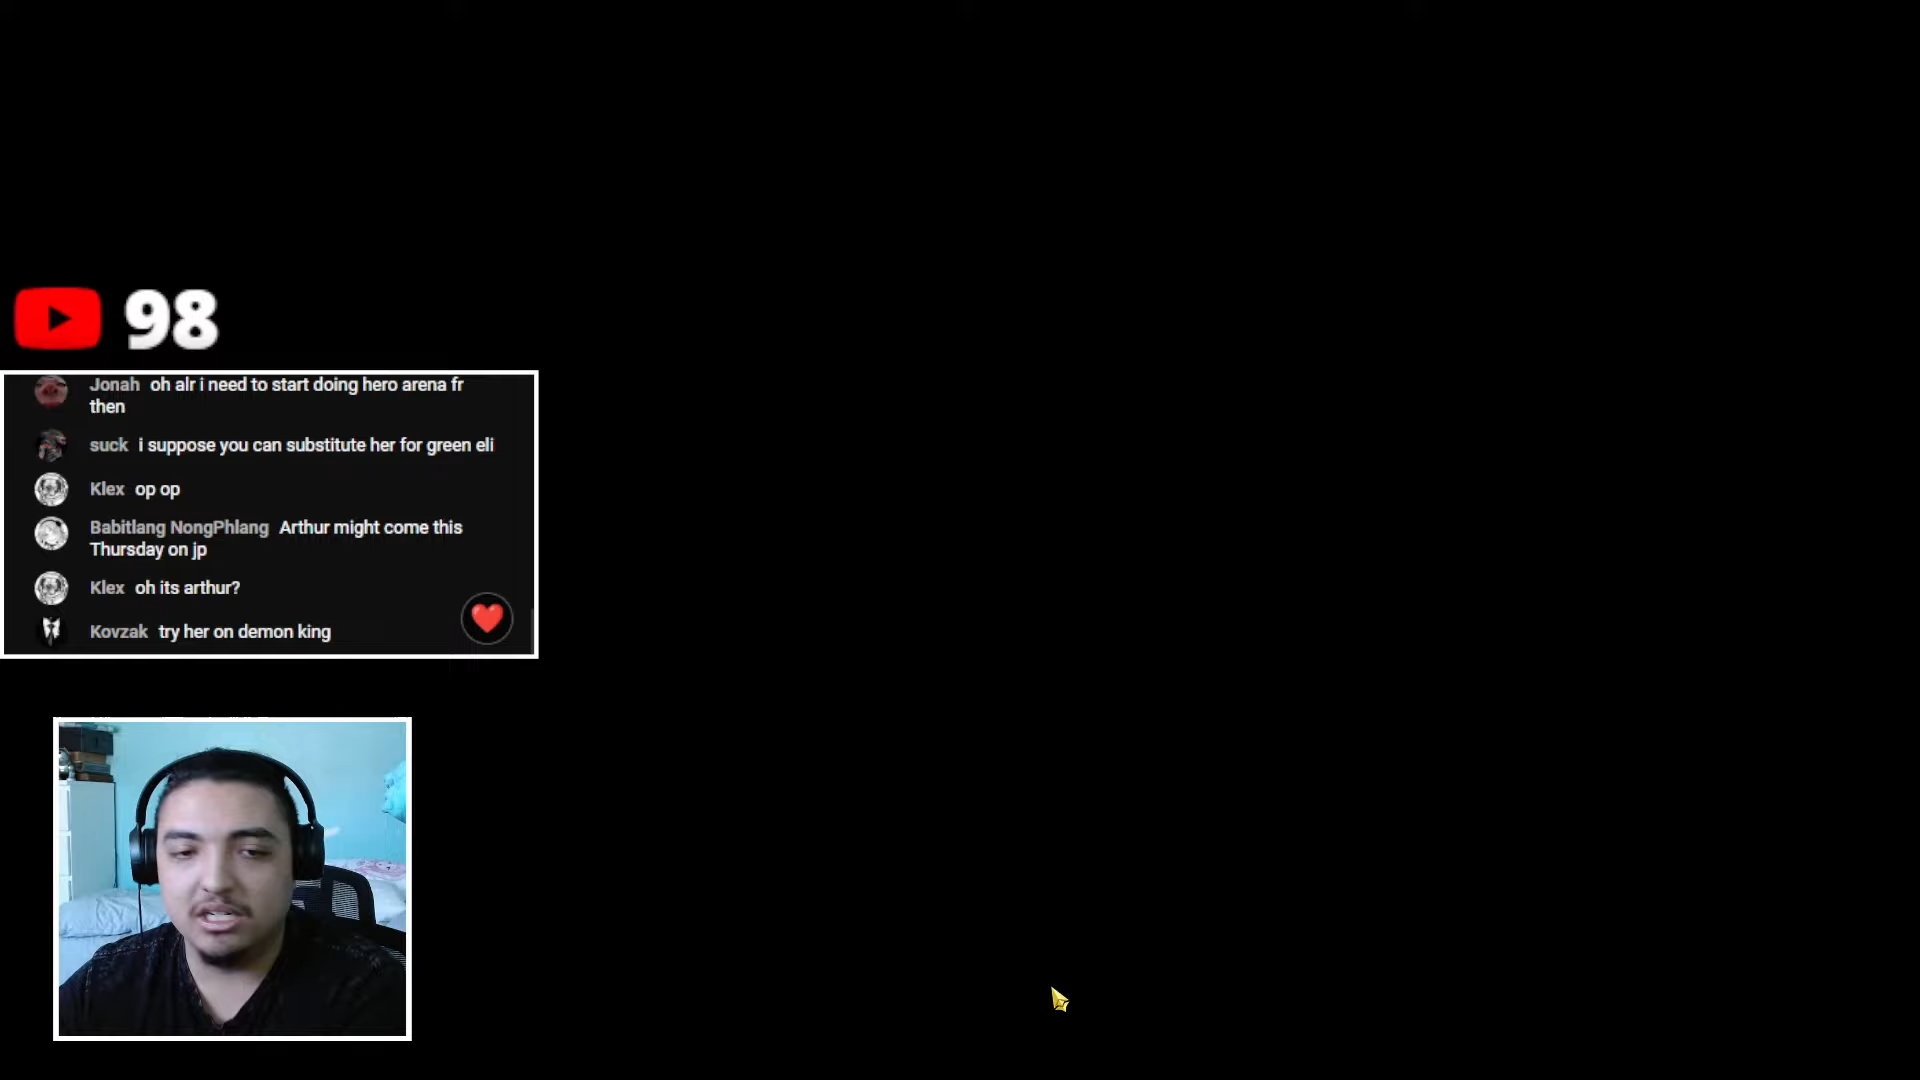 98
Jonah oh alr i need to start doing hero arena fr
then
suck i suppose you can substitute her for green eli
Klex op op
Babitlang NongPhlang Arthur might come this
Thursday on jp
Klex oh its arthur?
Kovzak try her on demon king